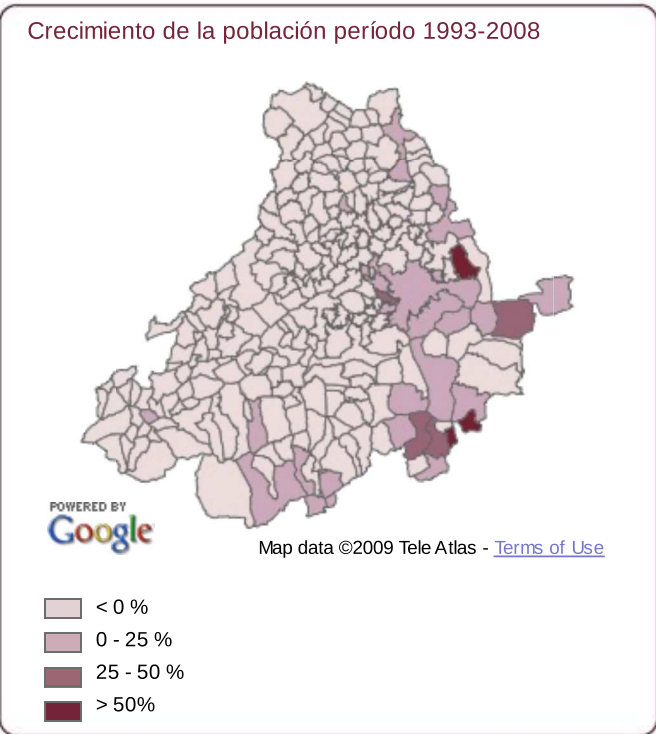 Crecimiento de la población período 1993-2008
POWERED BY
Google
Map data ©2009 Tele Atlas - Terms of Use
< 0 %
0 - 25 %
25 - 50 %
> 50%